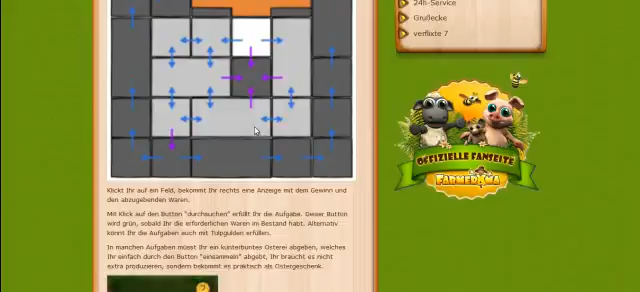 24h-Service
Grußecke
verflixte 7
OFFIZIELLE FANSEITE
FARMERAMA
Klickt Ihr auf ein Feld, bekommt Ihr rechts eine Anzeige mit dem Gewinn und
den abzugebenden Waren.
Mit Klick auf den Button "durchsuchen" erfüllt Ihr die Aufgabe. Dieser Button
wird grün, sobald Ihr die erforderlichen Waren im Bestand habt. Alternativ
könnt Ihr die Aufgaben auch mit Tulpgulden erfüllen.
In manchen Aufgaben müsst Ihr ein kunterbuntes Osterei abgeben, welches
Ihr einfach durch den Button "einsammeln" abgebt, Ihr braucht es nicht
extra produzieren, sondern bekommt es praktisch als Ostergeschenk.